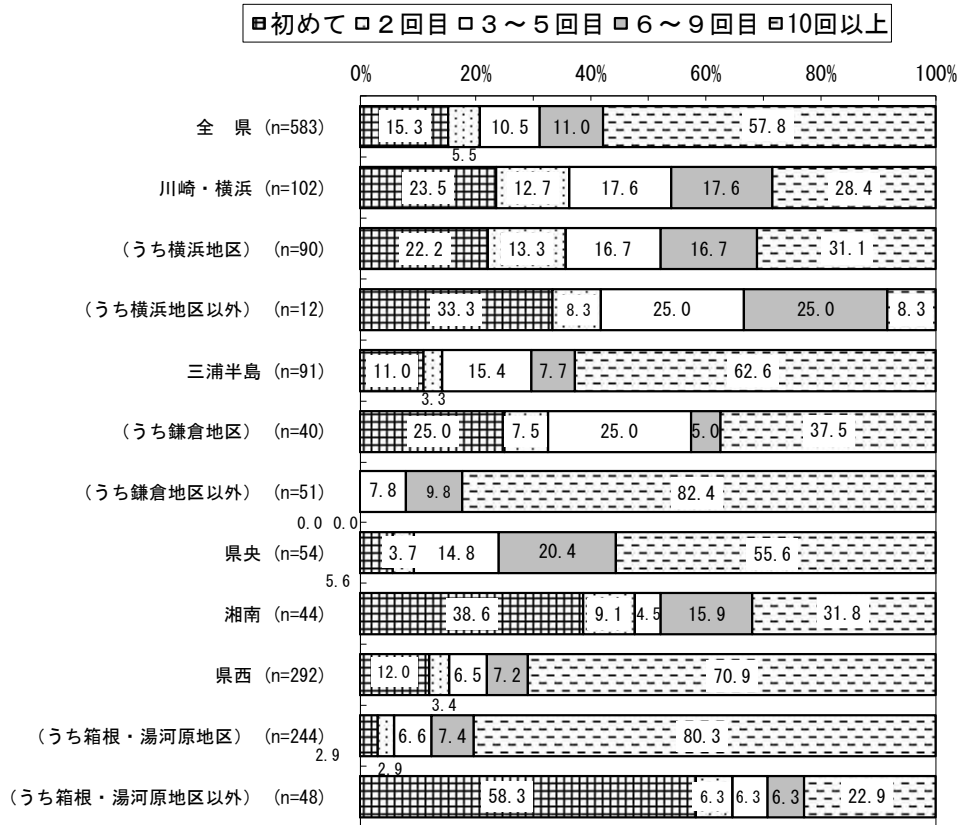 初めて 2回目 3～5回目 6～9回目 10回以上
0% 20% 40% 60% 80% 100%
全　県 (n=583) 15.3 10.5 11.0 57.8
5.5
川崎・横浜 (n=102) 23.5 12.7 17.6 17.6 28.4
（うち横浜地区） (n=90) 22.2 13.3 16.7 16.7 31.1
（うち横浜地区以外） (n=12) 33.3 8.3 25.0 25.0 8.3
三浦半島 (n=91) 11.0 15.4 7.7 62.6
3.3
（うち鎌倉地区） (n=40) 25.0 7.5 25.0 5.0 37.5
（うち鎌倉地区以外） (n=51) 7.8 9.8 82.4
0.0 0.0
県央 (n=54) 3.7 14.8 20.4 55.6
5.6
湘南 (n=44) 38.6 9.1 4.5 15.9 31.8
県西 (n=292) 12.0 6.5 7.2 70.9
3.4
（うち箱根・湯河原地区） (n=244) 6.6 7.4 80.3
2.9
2.9
（うち箱根・湯河原地区以外） (n=48) 58.3 6.3 6.3 6.3 22.9